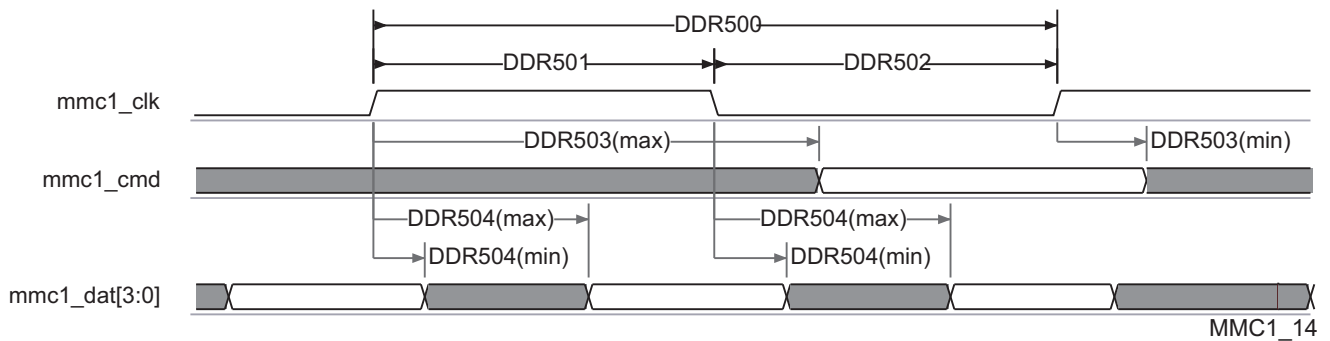 DDR500
DDR501 DDR502
mmc1_clk
DDR503(max) DDR503(min)
mmc1_cmd
DDR504(max) DDR504(max)
DDR504(min) DDR504(min)
mmc1_dat[3:0]
MMC1_14